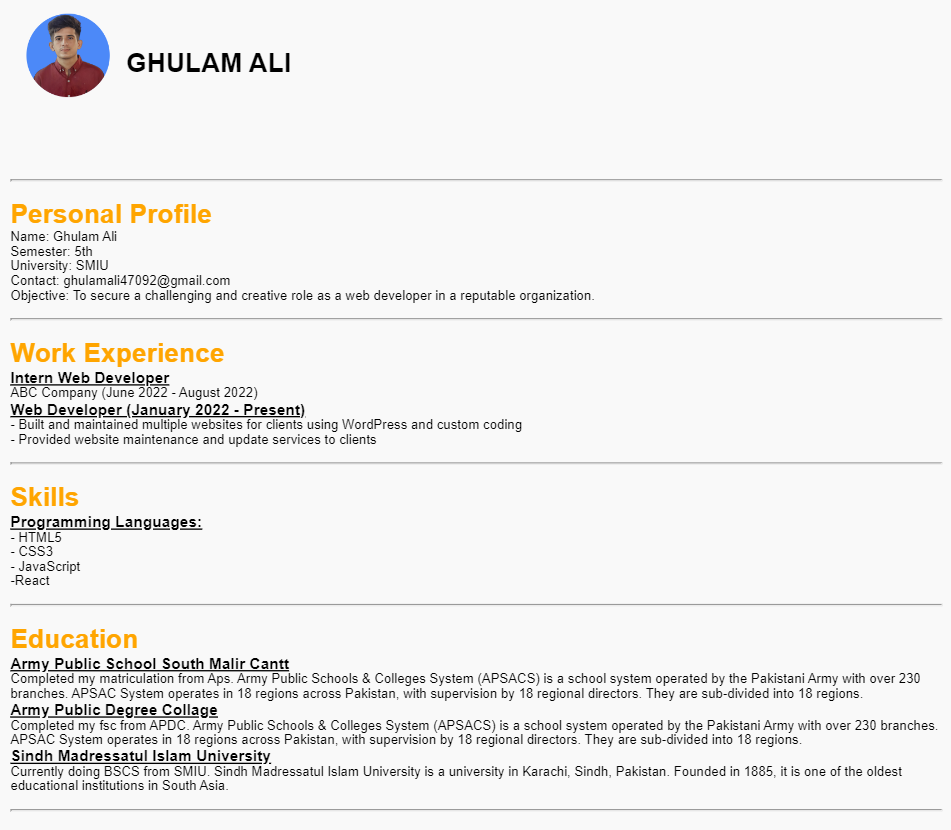 GHULAM ALI
Personal Profile
Name: Ghulam Ali
Semester: 5th
University: SMIU
Contact: ghulamali47092@gmail.com
Objective: To secure a challenging and creative role as a web developer in a reputable organization.
Work Experience
Intern Web Developer
ABC Company (June 2022 - August 2022)
Web Developer (January 2022 - Present)
- Built and maintained multiple websites for clients using WordPress and custom coding
- Provided website maintenance and update services to clients
Skills
Programming Languages:
- HTML5
- CSS3
- JavaScript
-React
Education
Army Public School South Malir Cantt
Completed my matriculation from Aps. Army Public Schools & Colleges System (APSACS) is a school system operated by the Pakistani Army with over 230
branches. APSAC System operates in 18 regions across Pakistan, with supervision by 18 regional directors. They are sub-divided into 18 regions.
Army Public Degree Collage
Completed my fsc from APDC. Army Public Schools & Colleges System (APSACS) is a school system operated by the Pakistani Army with over 230 branches.
APSAC System operates in 18 regions across Pakistan, with supervision by 18 regional directors. They are sub-divided into 18 regions.
Sindh Madressatul Islam University
Currently doing BSCS from SMIU. Sindh Madressatul Islam University is a university in Karachi, Sindh, Pakistan. Founded in 1885, it is one of the oldest
educational institutions in South Asia.